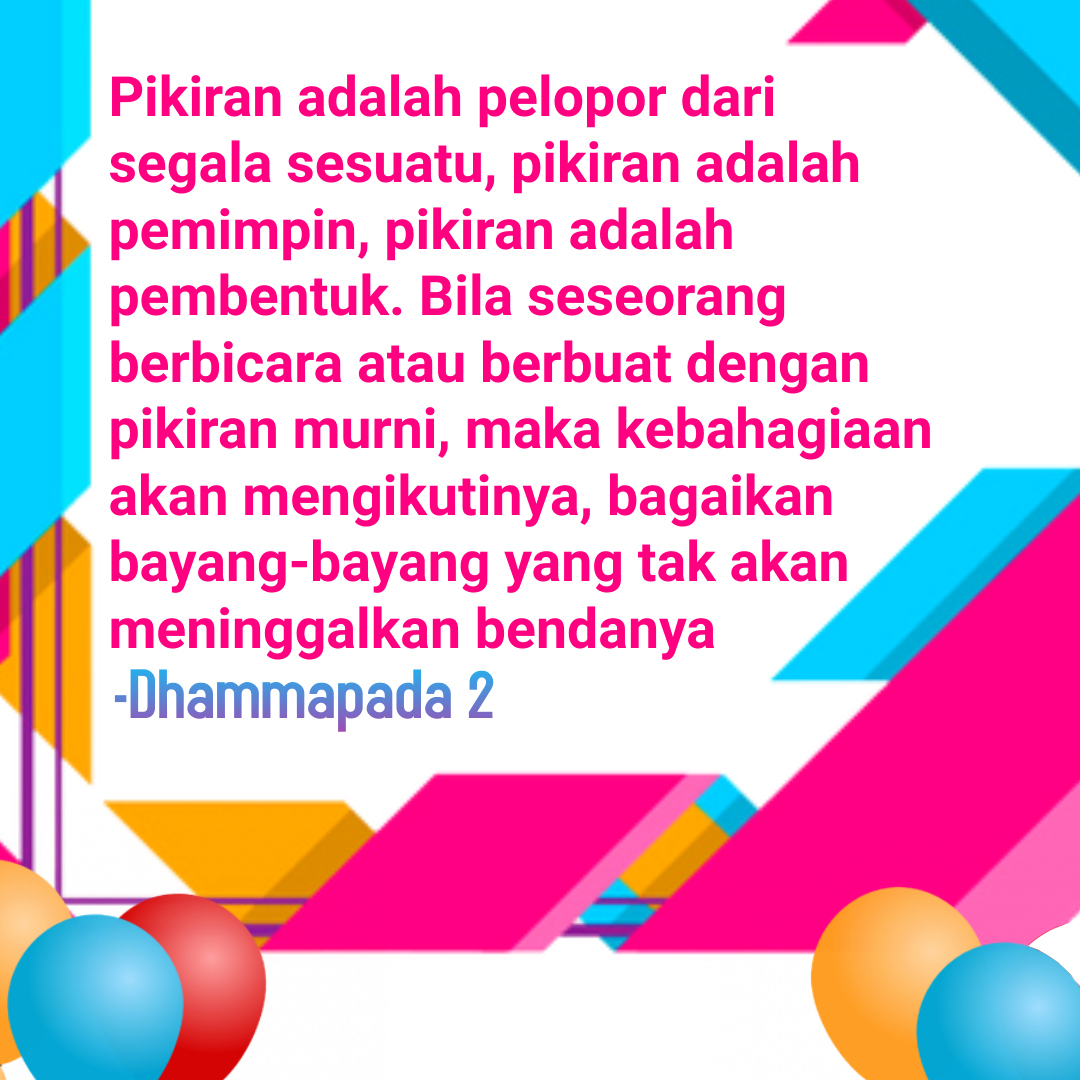 Pikiran adalah pelopor dari
segala sesuatu, pikiran adalah
pemimpin, pikiran adalah
pembentuk. Bila seseorang
berbicara atau berbuat dengan
pikiran murni, maka kebahagiaan
akan mengikutinya, bagaikan
bayang-bayang yang tak akan
meninggalkan bendanya
-Dhammapada 2